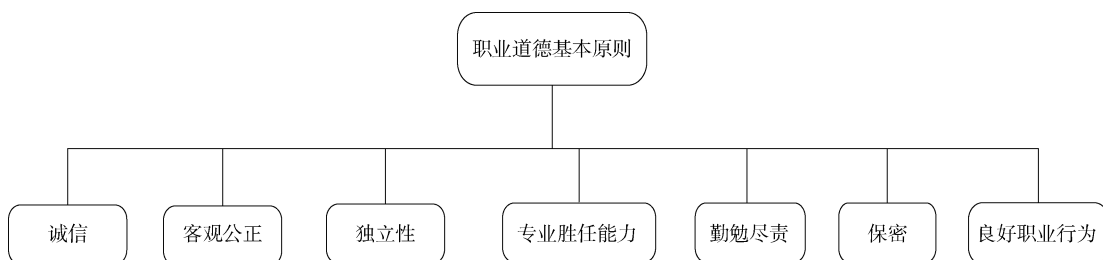 职业道德基本原则
诚信
客观公正
独立性
专业胜任能力
勤勉尽责
保密
良好职业行为